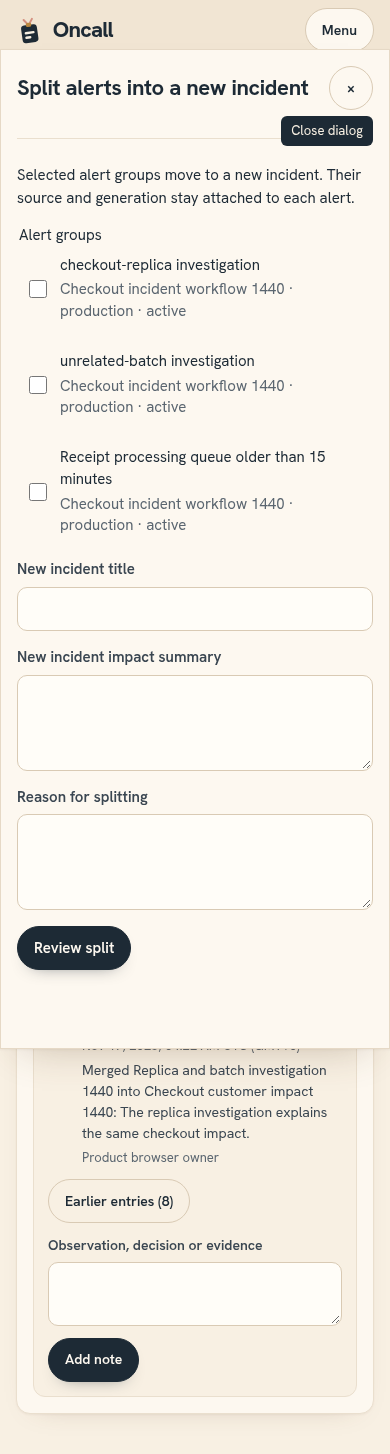 Oncall
Menu
Split alerts into a new incident
×
Close dialog
Selected alert groups move to a new incident. Their
source and generation stay attached to each alert.
Alert groups
checkout-replica investigation
Checkout incident workflow 1440 ·
production · active
unrelated-batch investigation
Checkout incident workflow 1440 ·
production · active
Receipt processing queue older than 15
minutes
Checkout incident workflow 1440 ·
production · active
New incident title
New incident impact summary
Reason for splitting
Review split
Merged Replica and batch investigation
1440 into Checkout customer impact
1440: The replica investigation explains
the same checkout impact.
Product browser owner
Earlier entries (8)
Observation, decision or evidence
Add note